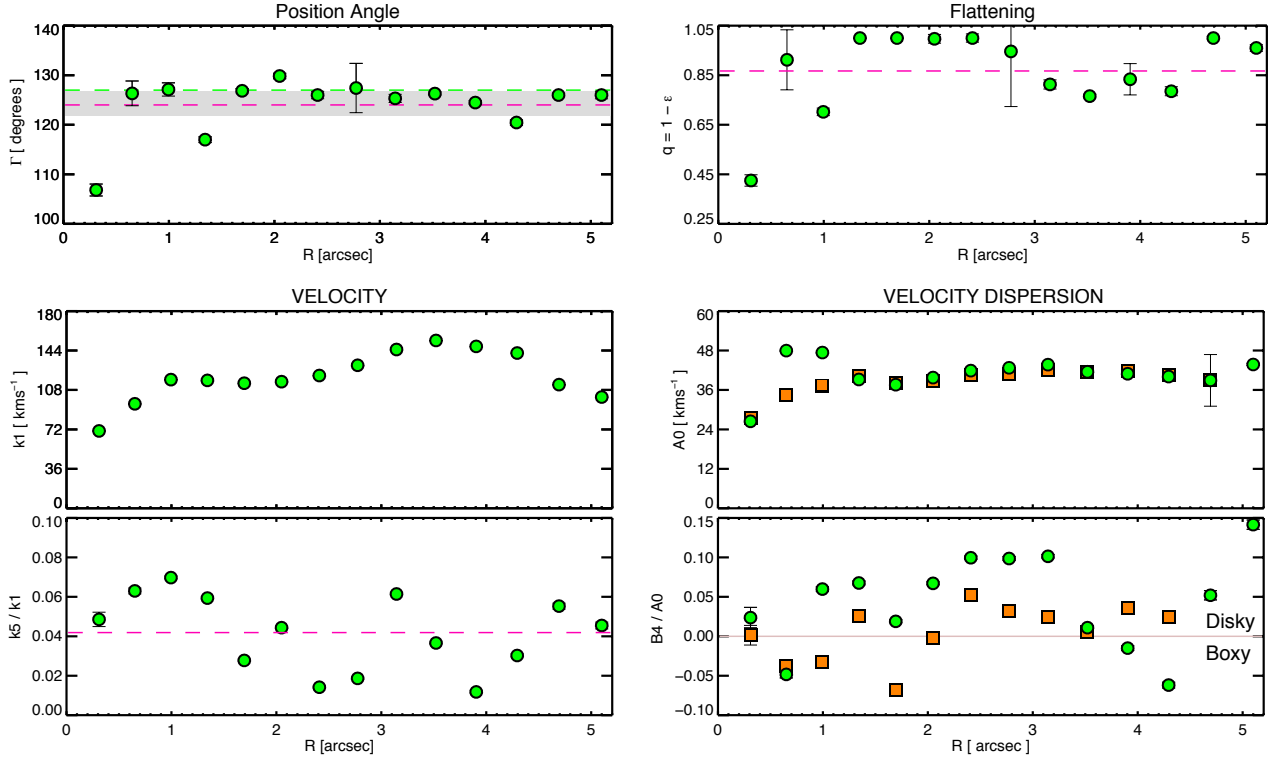 Position Angle
Flattening
140
130
120
110
100
Γ [ degrees]
0 1 2 3 4 5
R [arcsec]
1.05
0.85
0.65
0.45
0.25
q = 1 − ε
0 1 2 3 4 5
R [arcsec]
VELOCITY
VELOCITY DISPERSION
180
144
108
72
36
0
k1 [ kms⁻¹]
60
48
36
24
12
0
A0 [ kms⁻¹]
0.10
0.08
0.06
0.04
0.02
0.00
k5 / k1
0 1 2 3 4 5
R [arcsec]
0.15
0.10
0.05
0.00
−0.05
−0.10
B4 / A0
Disky
Boxy
0 1 2 3 4 5
R [ arcsec ]